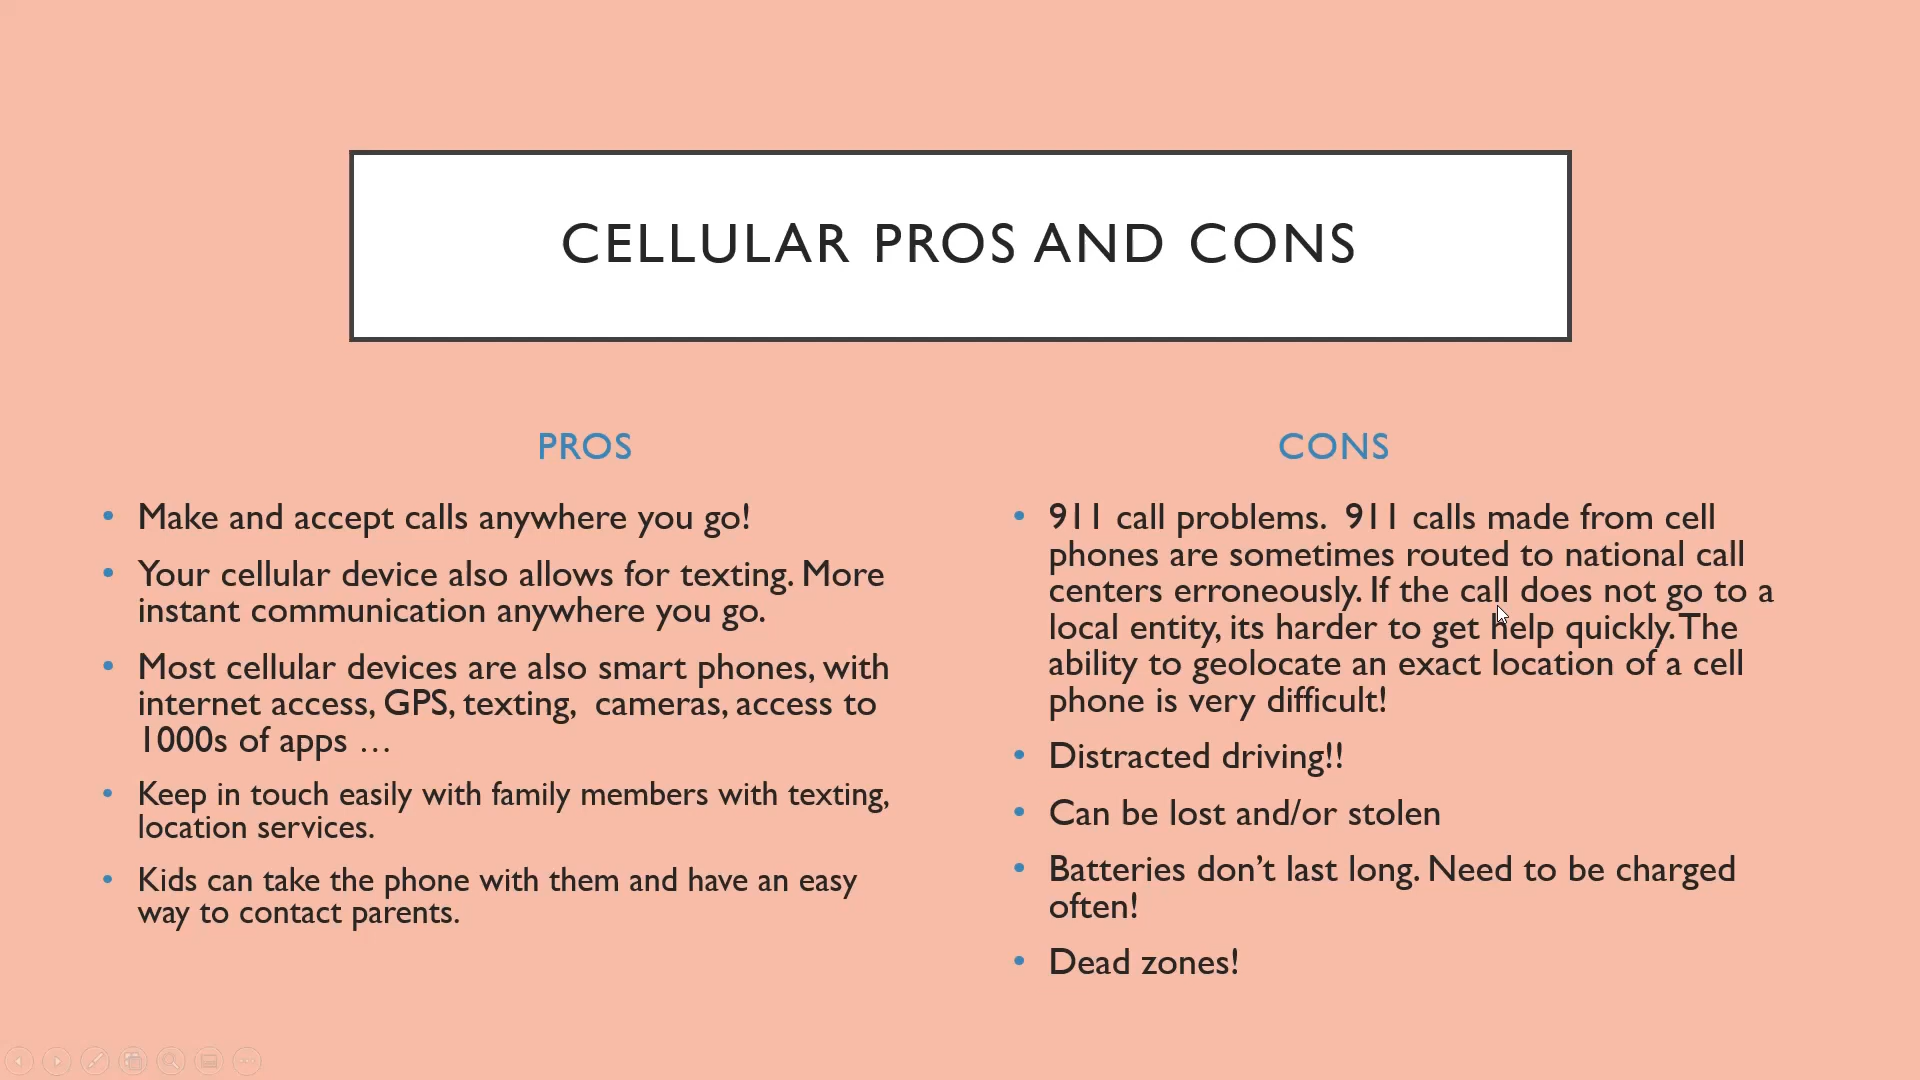 CELLULAR PROS AND CONS
PROS
• Make and accept calls anywhere you go!
• Your cellular device also allows for texting. More
instant communication anywhere you go.
• Most cellular devices are also smart phones, with
internet access, GPS, texting,  cameras, access to
1000s of apps …
• Keep in touch easily with family members with texting,
location services.
• Kids can take the phone with them and have an easy
way to contact parents.
CONS
• 911 call problems.  911 calls made from cell
phones are sometimes routed to national call
centers erroneously. If the call does not go to a
local entity, its harder to get help quickly. The
ability to geolocate an exact location of a cell
phone is very difficult!
• Distracted driving!!
• Can be lost and/or stolen
• Batteries don’t last long. Need to be charged
often!
• Dead zones!